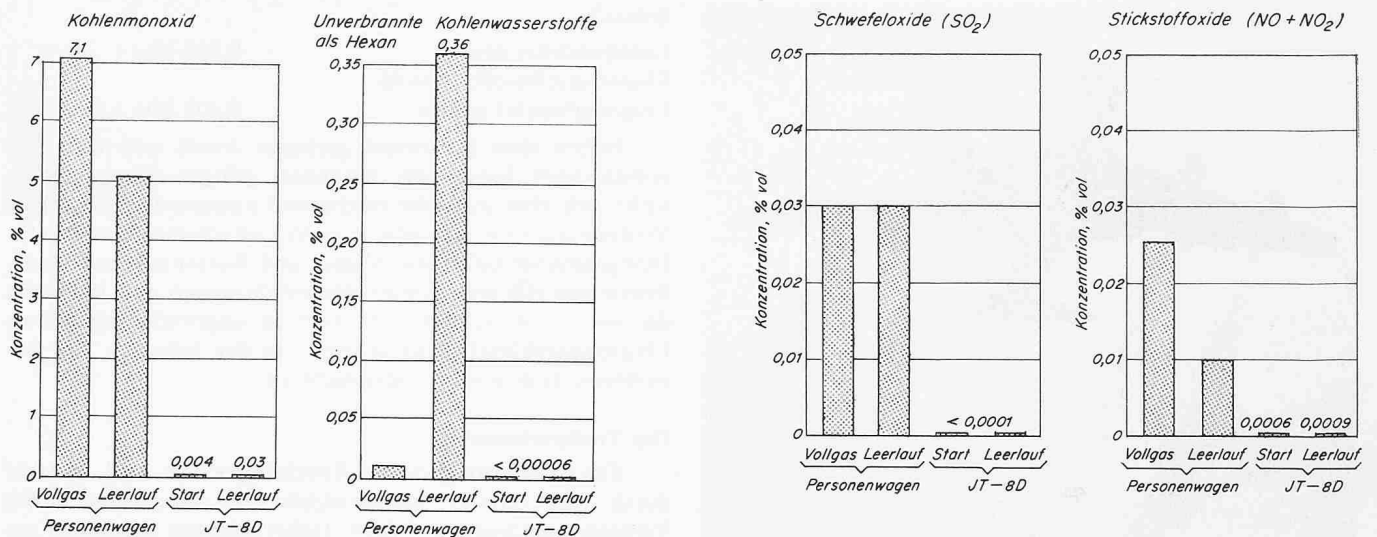 Kohlenmonoxid
7,1
7
6
5
4
3
2
1
0
Konzentration, % vol
0,004 0,03
Vollgas Leerlauf Start Leerlauf
Personenwagen JT-8D
Unverbrannte Kohlenwasserstoffe
als Hexan
0,36
0,35
0,30
0,25
0,20
0,15
0,10
0,05
0
Konzentration, % vol
< 0,00006
Vollgas Leerlauf Start Leerlauf
Personenwagen JT-8D
Schwefeloxide (SO₂)
0,05
0,04
0,03
0,02
0,01
0
Konzentration, % vol
< 0,0001
Vollgas Leerlauf Start Leerlauf
Personenwagen JT-8D
Stickstoffoxide (NO + NO₂)
0,05
0,04
0,03
0,02
0,01
0
Konzentration, % vol
0,0006 0,0009
Vollgas Leerlauf Start Leerlauf
Personenwagen JT-8D